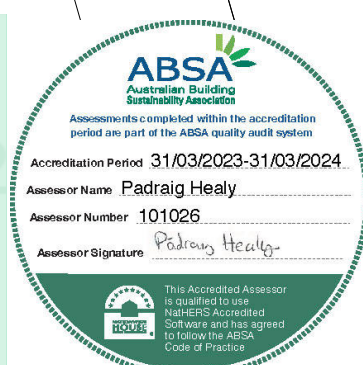 ABSA
Australian Building
Sustainability Association
Assessments completed within the accreditation
period are part of the ABSA quality audit system
Accreditation Period 31/03/2023-31/03/2024
Assessor Name Padraig Healy
Assessor Number 101026
Assessor Signature Padraig Healy
This Accredited Assessor
is qualified to use
NatHERS Accredited
Software and has agreed
to follow the ABSA
Code of Practice
NATIONWIDE
HOUSE